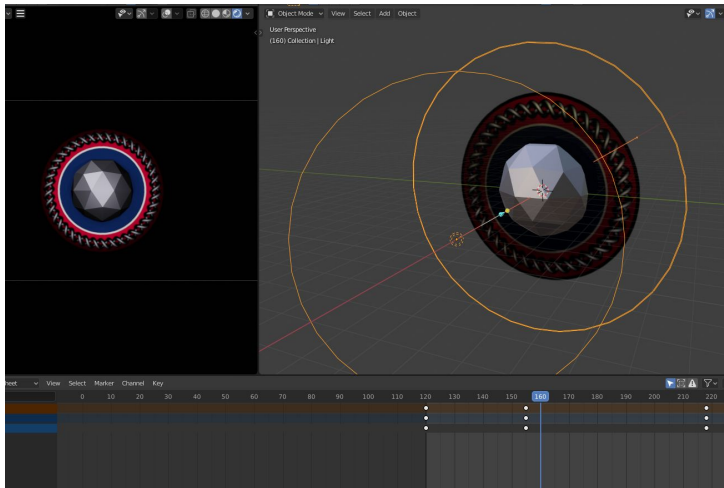 Object Mode View Select Add Object
User Perspective
(160) Collection | Light
View Select Marker Channel Key
0 10 20 30 40 50 60 70 80 90 100 110 120 130 140 150 160 170 180 190 200 210 220